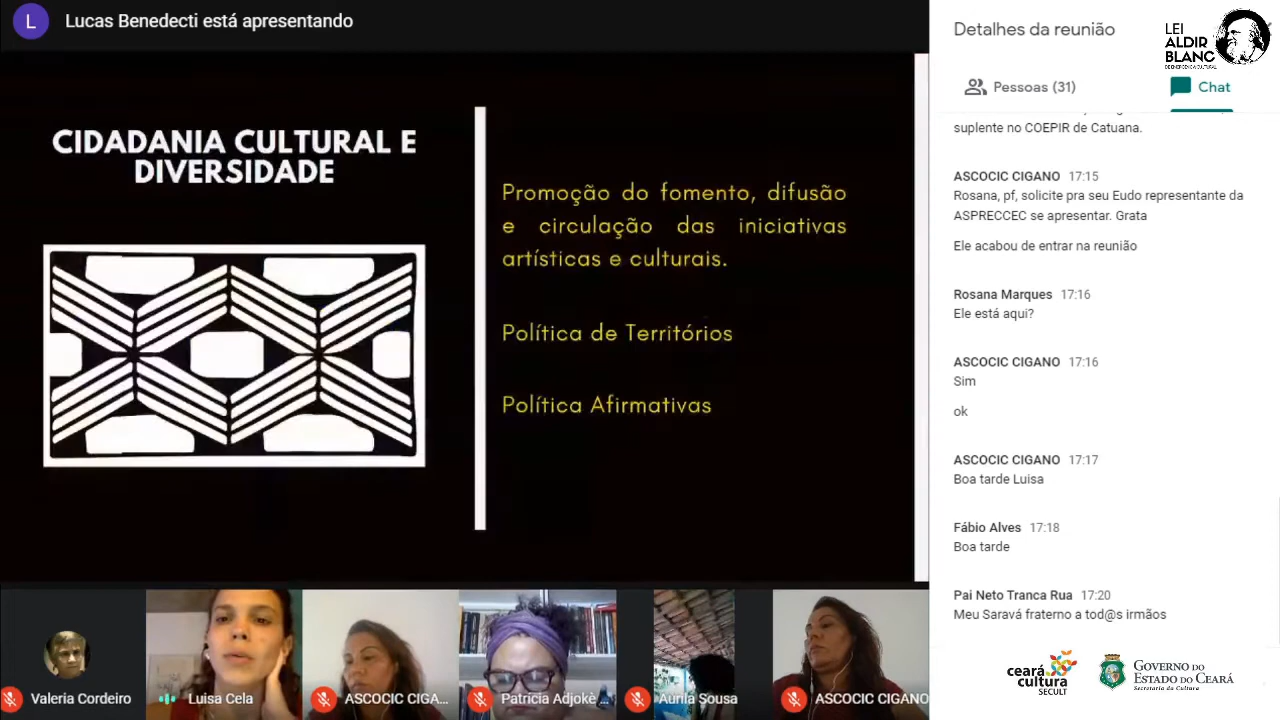 L
Lucas Benedecti está apresentando
CIDADANIA CULTURAL E
DIVERSIDADE
Promoção do fomento, difusão
e circulação das iniciativas
artísticas e culturais.
Política de Territórios
Política Afirmativas
Valeria Cordeiro
Luisa Cela
ASCOCIC CIGA...
Patrícia Adjokè ...
Aurila Sousa
ASCOCIC CIGANO
Detalhes da reunião
LEI
ALDIR
BLANC
Pessoas (31)
Chat
suplente no COEPIR de Catuana.
ASCOCIC CIGANO 17:15
Rosana, pf, solicite pra seu Eudo representante da
ASPRECCEC se apresentar. Grata
Ele acabou de entrar na reunião
Rosana Marques 17:16
Ele está aqui?
ASCOCIC CIGANO 17:16
Sim
ok
ASCOCIC CIGANO 17:17
Boa tarde Luisa
Fábio Alves 17:18
Boa tarde
Pai Neto Tranca Rua 17:20
Meu Saravá fraterno a tod@s irmãos
ceará
cultura
SECULT
GOVERNO DO
ESTADO DO CEARÁ
Secretaria da Cultura